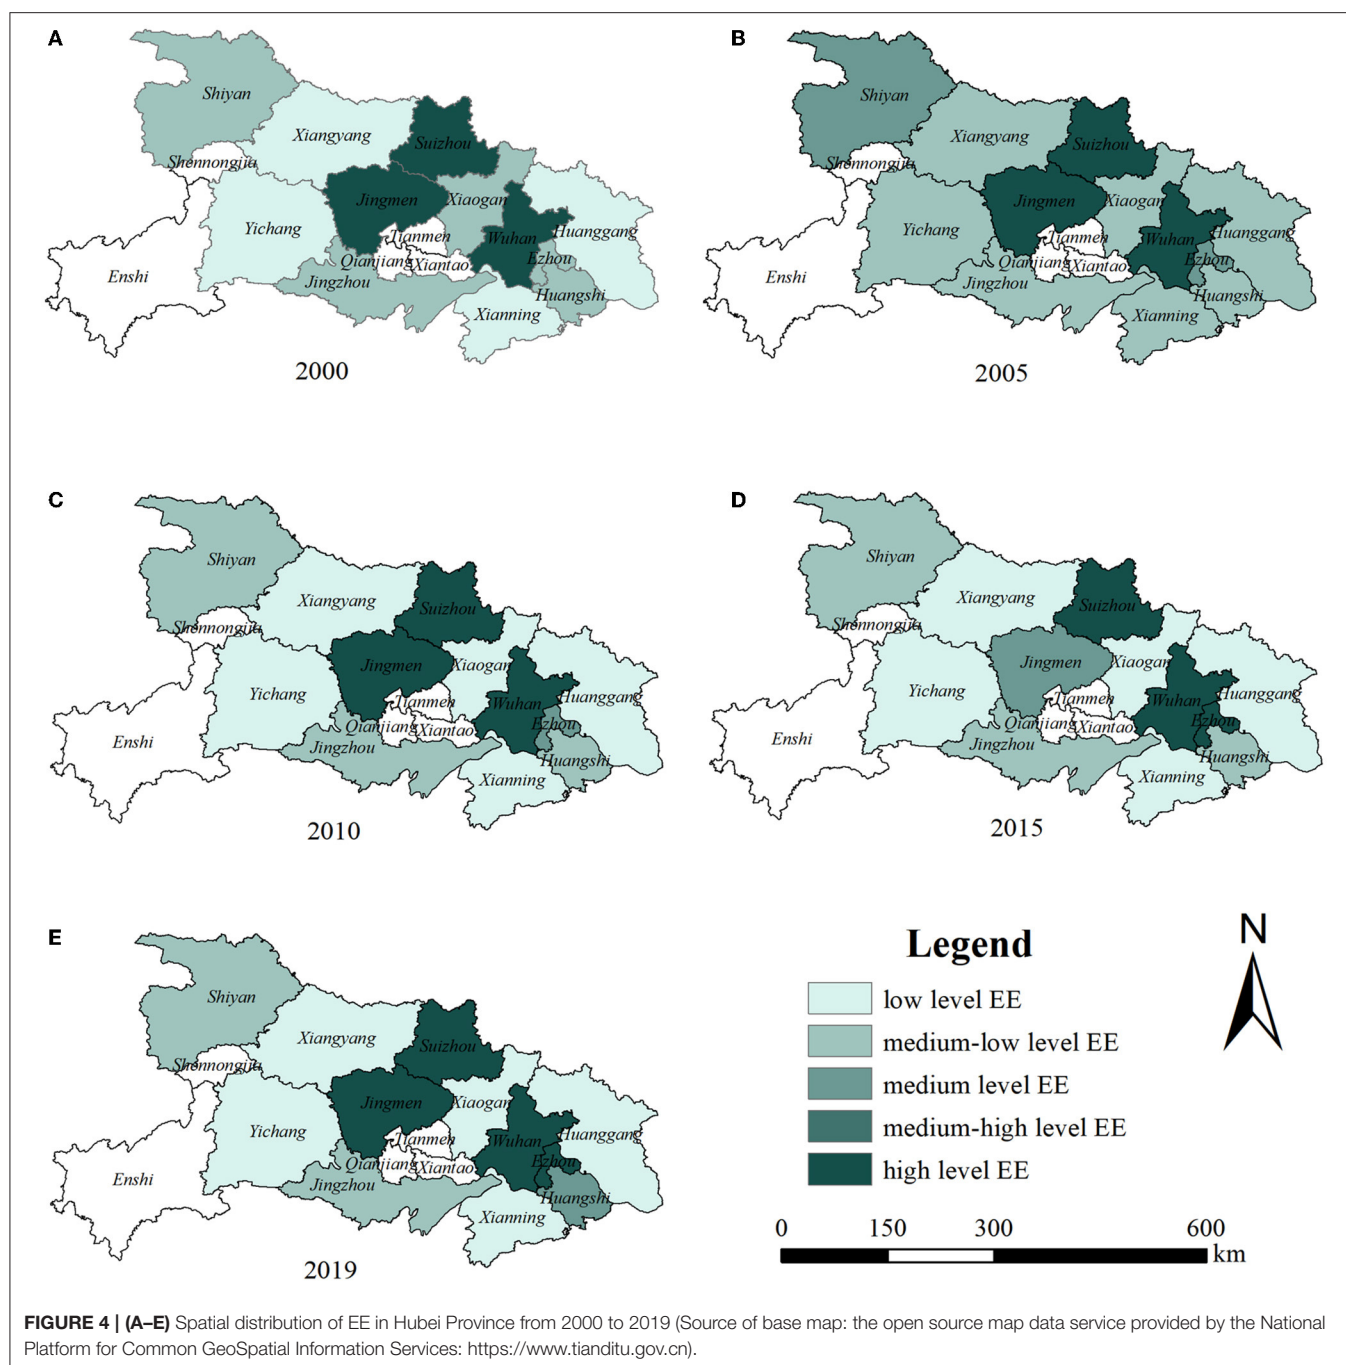 A
Shiyan
Xiangyang
Suizhou
Shennongjia
Jingmen
Xiaogan
Yichang
Tianmen
Wuhan
Huanggang
Enshi
Qianjiang
Xiantao
Ezhou
Jingzhou
Huangshi
Xianning
2000
B
Shiyan
Xiangyang
Suizhou
Shennongjia
Jingmen
Xiaogan
Yichang
Tianmen
Wuhan
Huanggang
Enshi
Qianjiang
Xiantao
Ezhou
Jingzhou
Huangshi
Xianning
2005
C
Shiyan
Xiangyang
Suizhou
Shennongjia
Jingmen
Xiaogan
Yichang
Tianmen
Wuhan
Huanggang
Enshi
Qianjiang
Xiantao
Ezhou
Jingzhou
Huangshi
Xianning
2010
D
Shiyan
Xiangyang
Suizhou
Shennongjia
Jingmen
Xiaogan
Yichang
Tianmen
Wuhan
Huanggang
Enshi
Qianjiang
Xiantao
Ezhou
Jingzhou
Huangshi
Xianning
2015
E
Shiyan
Xiangyang
Suizhou
Shennongjia
Jingmen
Xiaogan
Yichang
Tianmen
Wuhan
Huanggang
Enshi
Qianjiang
Xiantao
Ezhou
Jingzhou
Huangshi
Xianning
2019
N
Legend
low level EE
medium-low level EE
medium level EE
medium-high level EE
high level EE
0 150 300 600
km
FIGURE 4 | (A–E) Spatial distribution of EE in Hubei Province from 2000 to 2019 (Source of base map: the open source map data service provided by the National
Platform for Common GeoSpatial Information Services: https://www.tianditu.gov.cn).